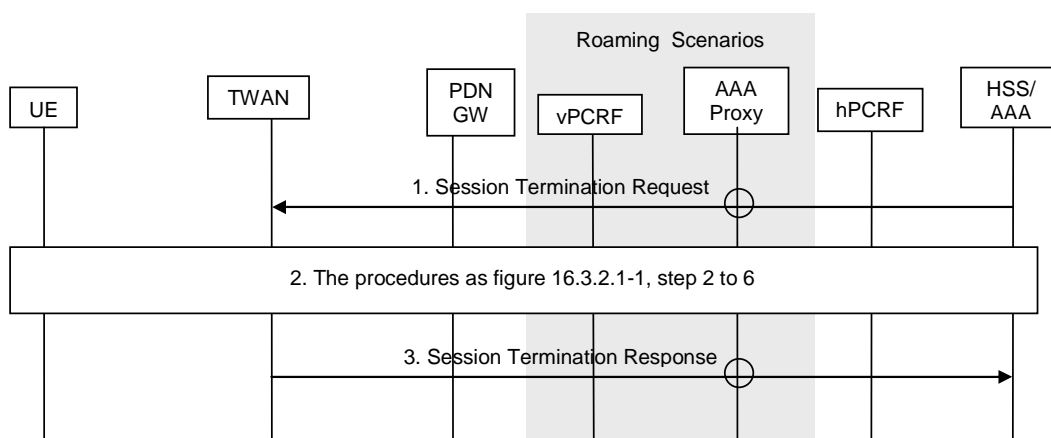 Roaming Scenarios
UE
TWAN
PDN
GW
vPCRF
AAA
Proxy
hPCRF
HSS/
AAA
1. Session Termination Request
2. The procedures as figure 16.3.2.1-1, step 2 to 6
3. Session Termination Response